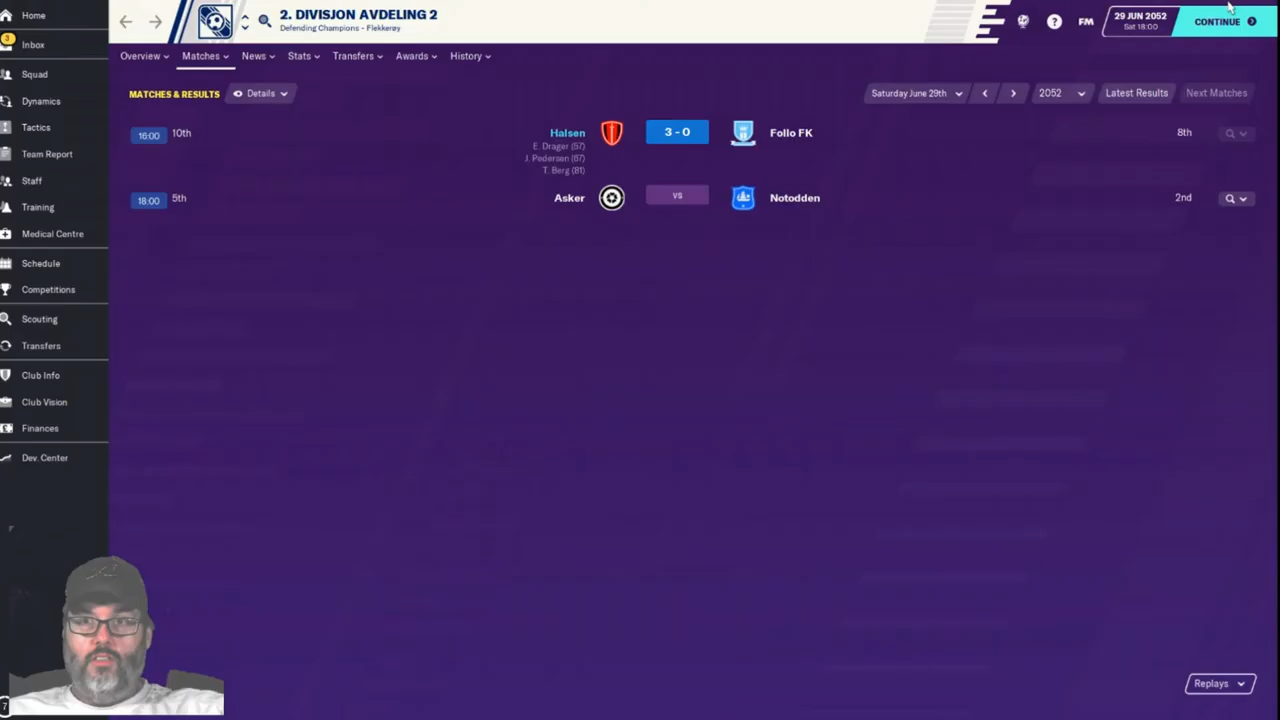 Home
3
Inbox
Squad
Dynamics
Tactics
Team Report
Staff
Training
Medical Centre
Schedule
Competitions
Scouting
Transfers
Club Info
Club Vision
Finances
Dev. Center
7
2. DIVISJON AVDELING 2
Defending Champions - Flekkerøy
?
FM
29 JUN 2052
Sat 18:00
CONTINUE
Overview Matches News Stats Transfers Awards History
MATCHES & RESULTS Details Saturday June 29th 2052 Latest Results Next Matches
16:00 10th Halsen 3 - 0 Follo FK 8th
E. Drager (57)
J. Pedersen (67)
T. Berg (81)
18:00 5th Asker vs Notodden 2nd
Replays